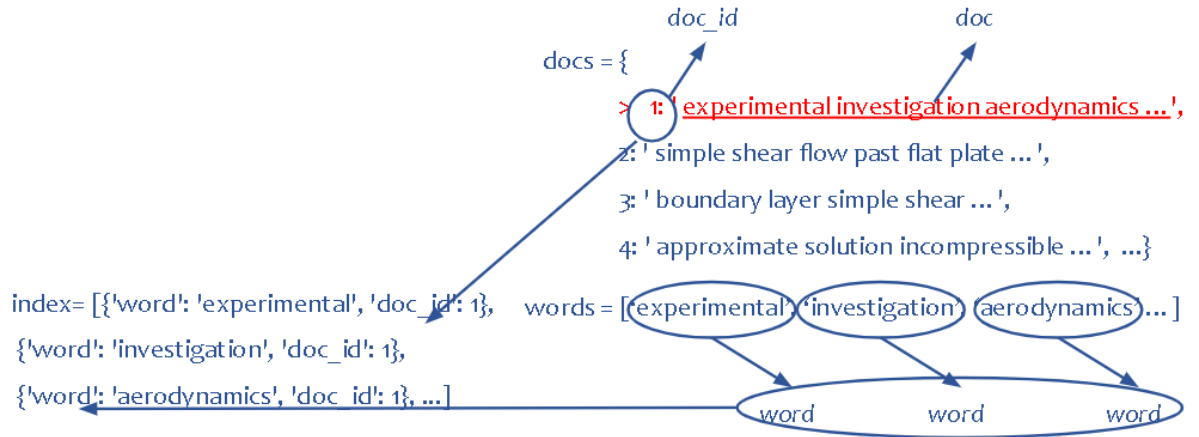 doc_id doc
docs = {
> 1: ' experimental investigation aerodynamics ... ',
2: ' simple shear flow past flat plate ... ',
3: ' boundary layer simple shear ... ',
4: ' approximate solution incompressible ... ', ...}
index= [{'word': 'experimental', 'doc_id': 1}, words = [‘experimental’, ‘investigation’, ‘aerodynamics’ ... ]
{'word': 'investigation', 'doc_id': 1},
{'word': 'aerodynamics', 'doc_id': 1}, ...]
word word word